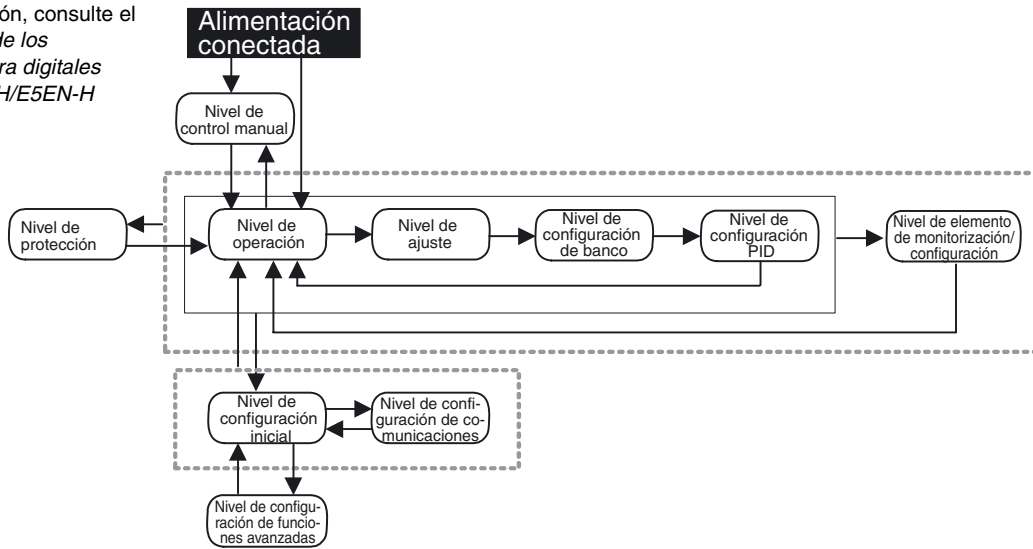 ón, consulte el
de los
ra digitales
H/E5EN-H
Alimentación
conectada
Nivel de
control manual
Nivel de
protección
Nivel de
operación
Nivel de
ajuste
Nivel de
configuración
de banco
Nivel de
configuración
PID
Nivel de elemento
de monitorización/
configuración
Nivel de
configuración
inicial
Nivel de confi-
guración de co-
municaciones
Nivel de configu-
ración de funcio-
nes avanzadas